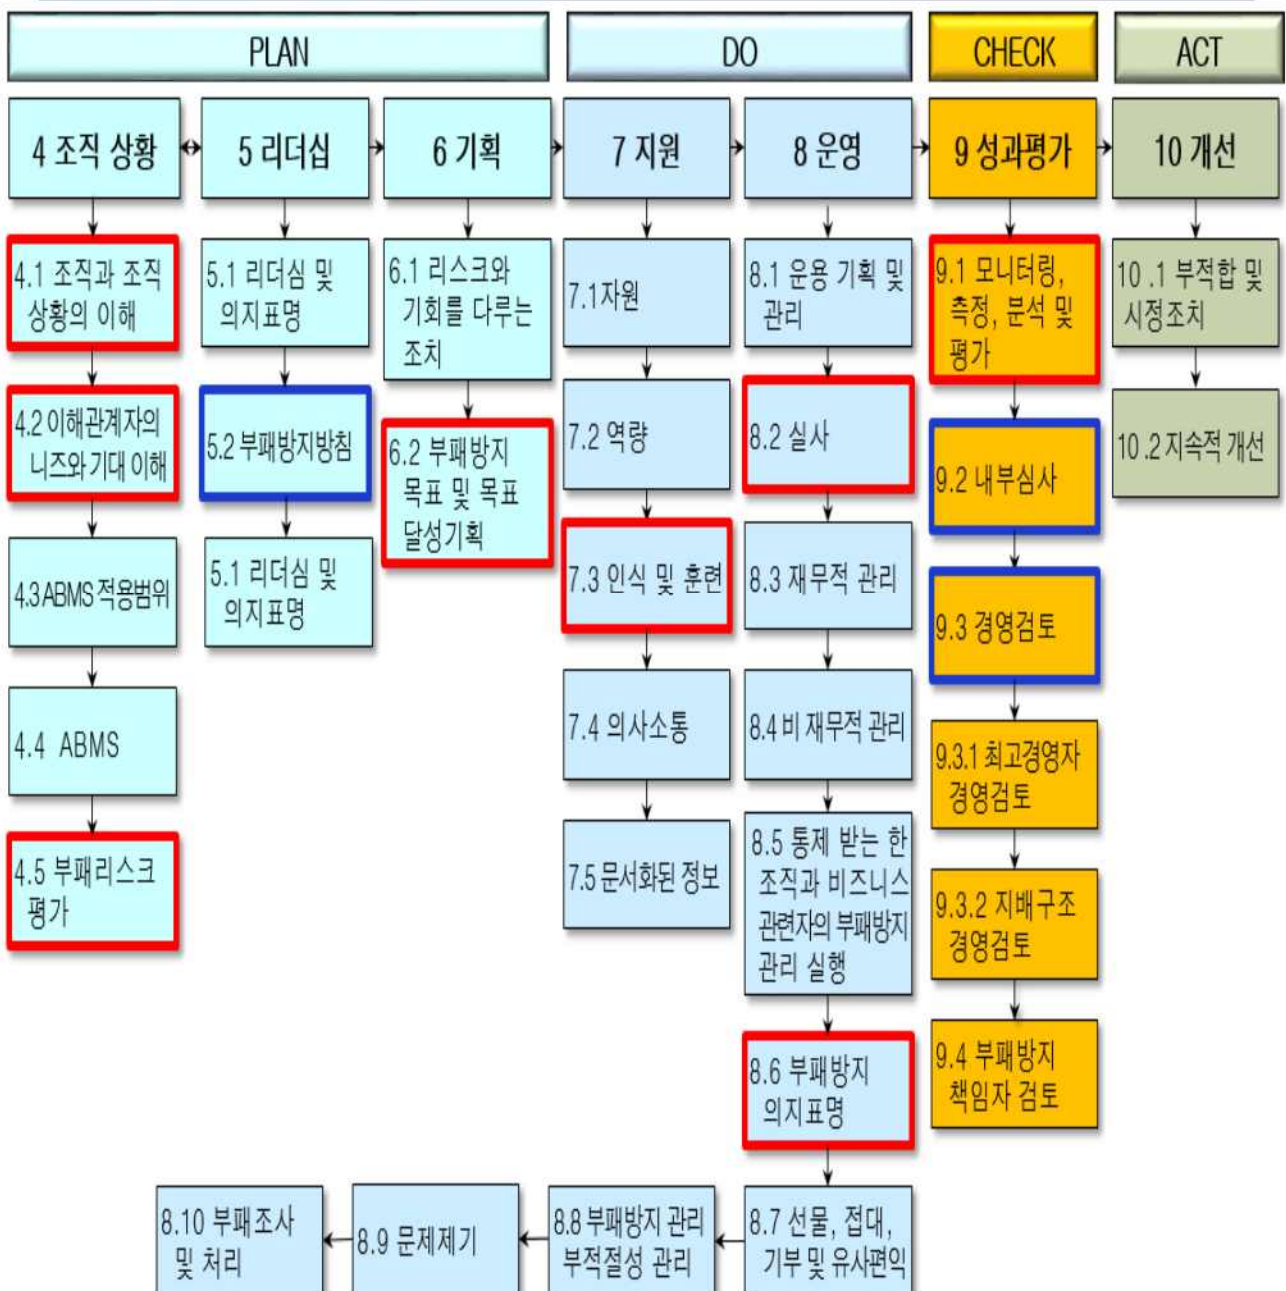 PLAN
DO
CHECK
ACT
4 조직 상황
5 리더십
6 기획
7 지원
8 운영
9 성과평가
10 개선
4.1 조직과 조직
상황의 이해
4.2 이해관계자의
니즈와 기대 이해
4.3 ABMS 적용범위
4.4 ABMS
4.5 부패리스크
평가
5.1 리더심 및
의지표명
5.2 부패방지방침
5.1 리더심 및
의지표명
6.1 리스크와
기회를 다루는
조치
6.2 부패방지
목표 및 목표
달성기획
7.1자원
7.2 역량
7.3 인식 및 훈련
7.4 의사소통
7.5 문서화된 정보
8.1 운용 기획 및
관리
8.2 실사
8.3 재무적 관리
8.4 비 재무적 관리
8.5 통제 받는 한
조직과 비즈니스
관련자의 부패방지
관리 실행
8.6 부패방지
의지표명
8.7 선물, 접대,
기부 및 유사편익
8.8 부패방지 관리
부적절성 관리
8.9 문제제기
8.10 부패조사
및 처리
9.1 모니터링,
측정, 분석 및
평가
9.2 내부심사
9.3 경영검토
9.3.1 최고경영자
경영검토
9.3.2 지배구조
경영검토
9.4 부패방지
책임자 검토
10 .1 부적합 및
시정조치
10 .2 지속적 개선